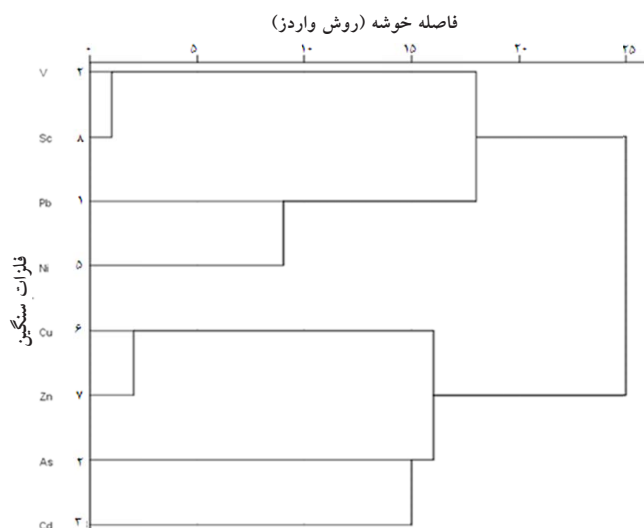 فاصله خوشه (روش واردز)
۰ ۵ ۱۰ ۱۵ ۲۰ ۲۵
فلزات سنگین
V ۲
Sc ۸
Pb ۱
Ni ۵
Cu ۶
Zn ۷
As ۲
Cd ۳